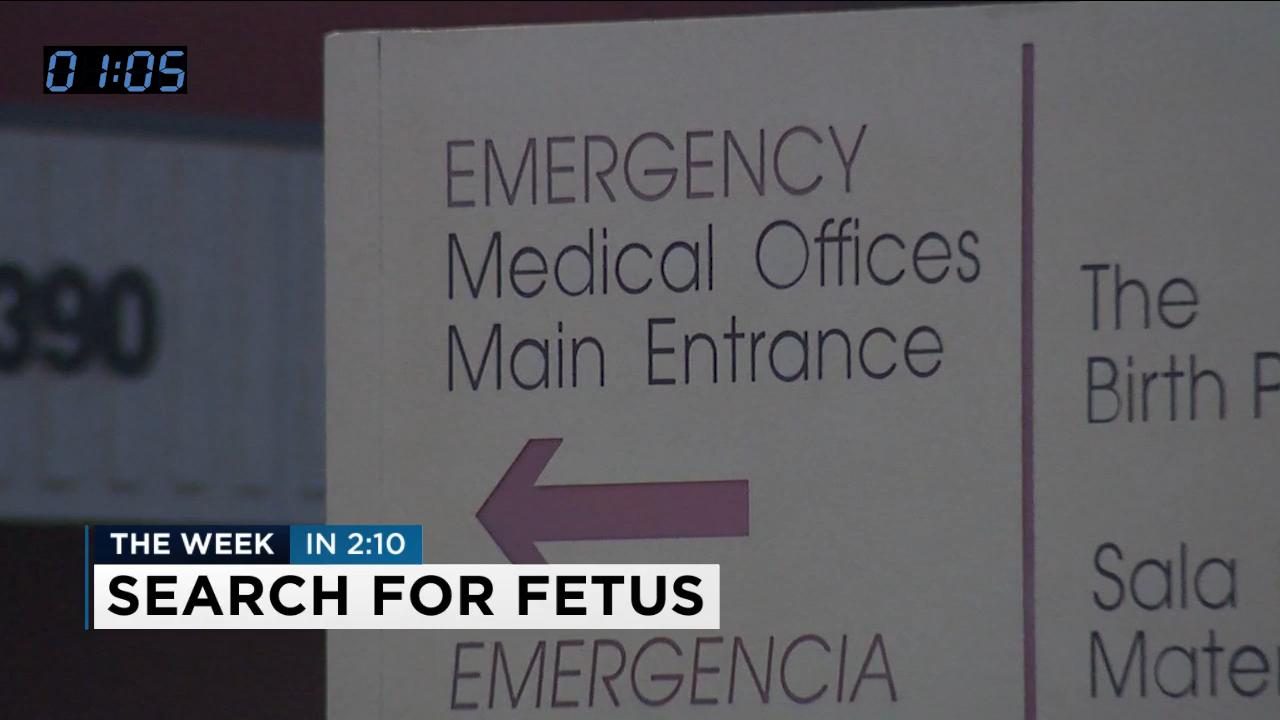 01:05
390
EMERGENCY
Medical Offices
Main Entrance
The
Birth
THE WEEK IN 2:10
SEARCH FOR FETUS
EMERGENCIA
Sala